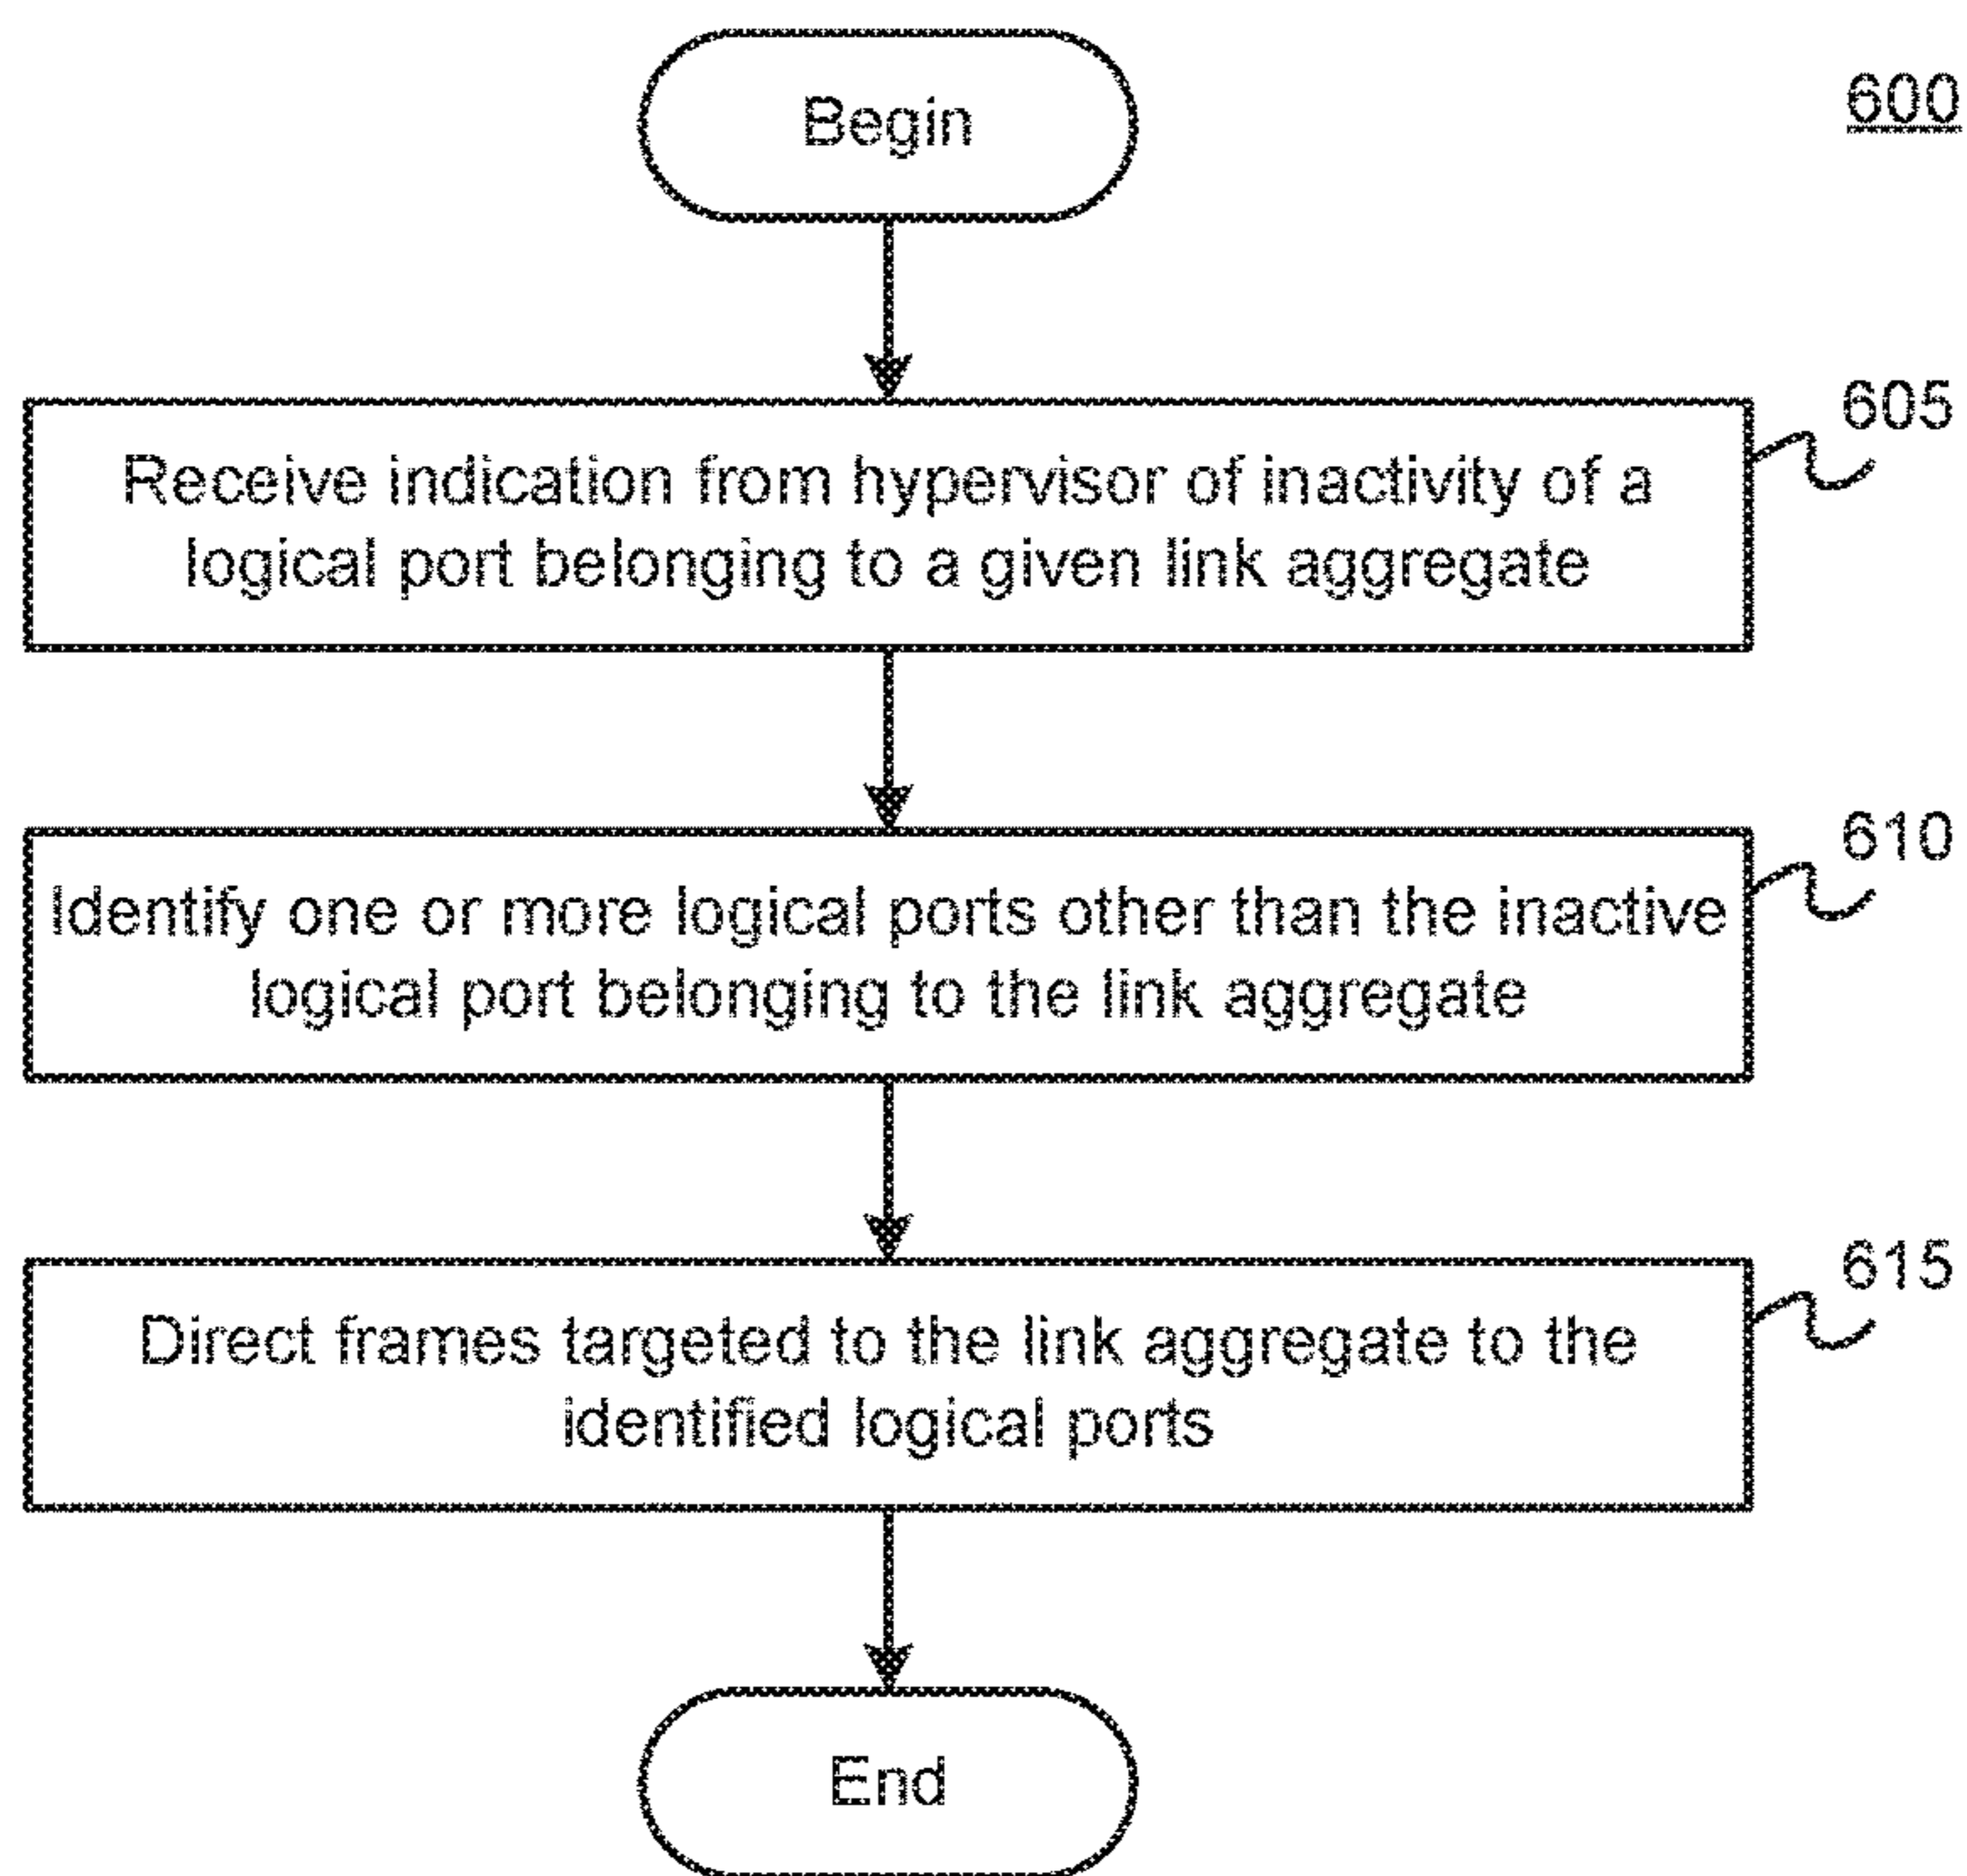 Begin
600
605
Receive indication from hypervisor of inactivity of a
logical port belonging to a given link aggregate
610
Identify one or more logical ports other than the inactive
logical port belonging to the link aggregate
615
Direct frames targeted to the link aggregate to the
identified logical ports
End